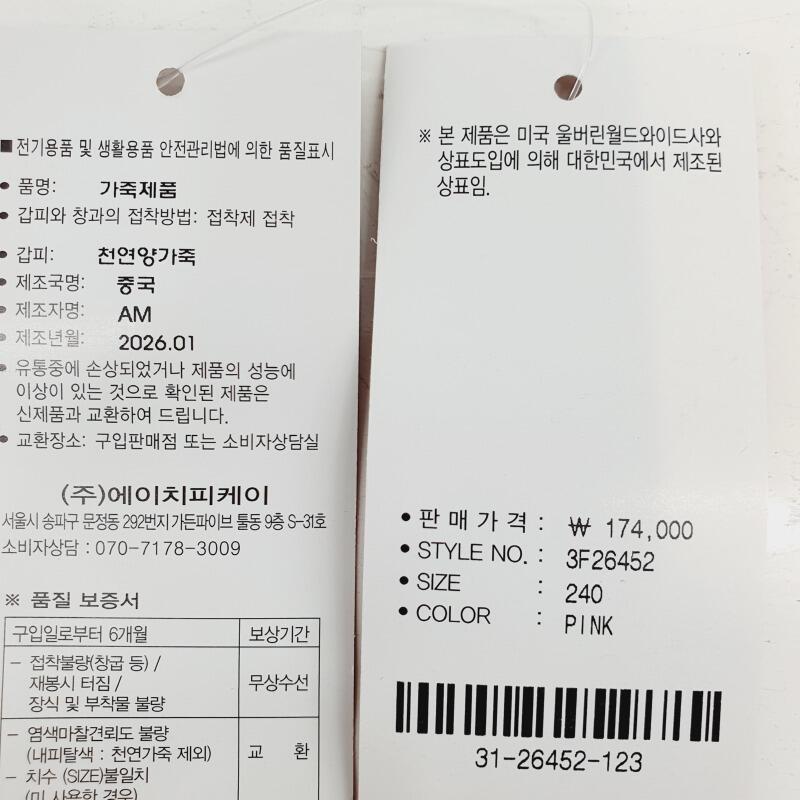 ■ 전기용품 및 생활용품 안전관리법에 의한 품질표시
• 품명: 가죽제품
• 갑피와 창과의 접착방법: 접착제 접착
• 갑피: 천연양가죽
• 제조국명: 중국
• 제조자명: AM
• 제조년월: 2026.01
• 유통중에 손상되었거나 제품의 성능에
이상이 있는 것으로 확인된 제품은
신제품과 교환하여 드립니다.
• 교환장소: 구입판매점 또는 소비자상담실
(주)에이치피케이
서울시 송파구 문정동 292번지 가든파이브 툴동 9층 S-31호
소비자상담 : 070-7178-3009
※ 품질 보증서
구입일로부터 6개월 보상기간
– 접착불량(창굽 등) /
재봉시 터짐 /
장식 및 부착물 불량
무상수선
– 염색마찰견뢰도 불량
(내피탈색 : 천연가죽 제외)
– 치수 (SIZE)불일치
(미 사용한 경우)
교 환
※ 본 제품은 미국 울버린월드와이드사와
상표도입에 의해 대한민국에서 제조된
상표임.
• 판매가격 : ₩ 174,000
• STYLE NO. : 3F26452
• SIZE : 240
• COLOR : PINK
31-26452-123